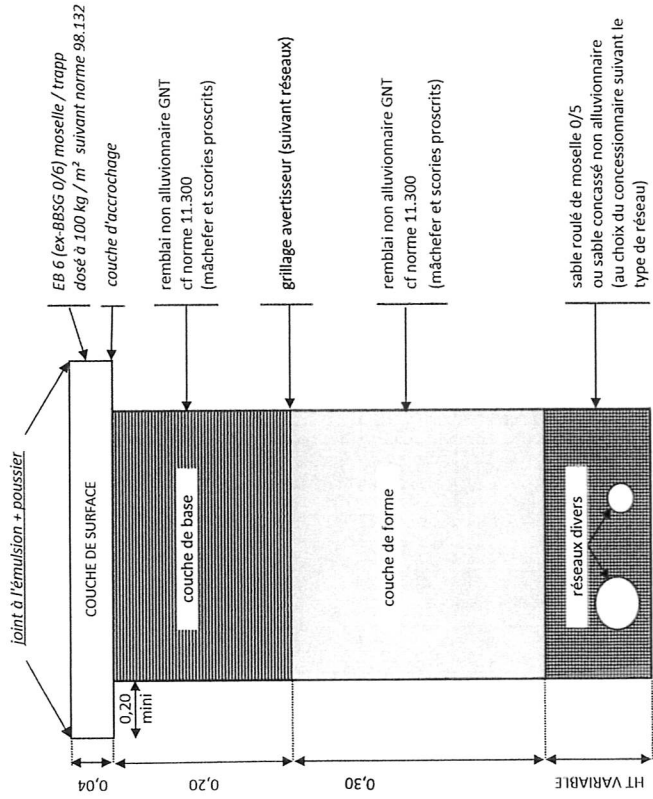 joint à l'émulsion + poussier
EB 6 (ex-BBSG 0/6) moselle / trapp
dosé à 100 kg / m² suivant norme 98.132
couche d'accrochage
COUCHE DE SURFACE
0,04
0,20
mini
couche de base
0,20
remblai non alluvionnaire GNT
cf norme 11.300
(mâchefer et scories proscrits)
grillage avertisseur (suivant réseaux)
couche de forme
0,30
remblai non alluvionnaire GNT
cf norme 11.300
(mâchefer et scories proscrits)
réseaux divers
HT VARIABLE
sable roulé de moselle 0/5
ou sable concassé non alluvionnaire
(au choix du concessionnaire suivant le
type de réseau)